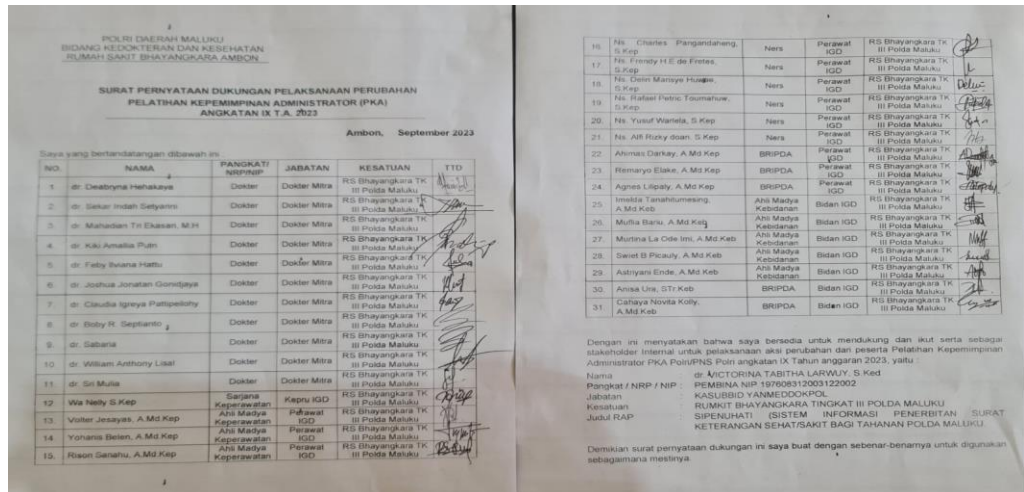 POLRI DAERAH MALUKU
BIDANG KEDOKTERAN DAN KESEHATAN
RUMAH SAKIT BHAYANGKARA AMBON
SURAT PERNYATAAN DUKUNGAN PELAKSANAAN PERUBAHAN
PELATIHAN KEPEMIMPINAN ADMINISTRATOR (PKA)
ANGKATAN IX T.A. 2023
Ambon, September 2023
Saya yang bertandatangan dibawah ini
NO. NAMA PANGKAT/ NRP/NIP JABATAN KESATUAN TTD
1. dr. Deabryna Hehakaya Dokter Dokter Mitra RS Bhayangkara TK III Polda Maluku
2. dr. Sekar Indah Setyarini Dokter Dokter Mitra RS Bhayangkara TK III Polda Maluku
3. dr. Mahadian Tri Ekasari, M.H Dokter Dokter Mitra RS Bhayangkara TK III Polda Maluku
4. dr. Kiki Amallia Putri Dokter Dokter Mitra RS Bhayangkara TK III Polda Maluku
5. dr. Feby Ilviana Hattu Dokter Dokter Mitra RS Bhayangkara TK III Polda Maluku
6. dr. Joshua Jonatan Gonidjaya Dokter Dokter Mitra RS Bhayangkara TK III Polda Maluku
7. dr. Claudia Igreya Pattipeilohy Dokter Dokter Mitra RS Bhayangkara TK III Polda Maluku
8. dr. Boby R. Septianto Dokter Dokter Mitra RS Bhayangkara TK III Polda Maluku
9. dr. Sabaria Dokter Dokter Mitra RS Bhayangkara TK III Polda Maluku
10 dr. William Anthony Lisal Dokter Dokter Mitra RS Bhayangkara TK III Polda Maluku
11 dr. Sri Mulia Dokter Dokter Mitra RS Bhayangkara TK III Polda Maluku
12 Wa Nelly S.Kep Sarjana Keperawatan Kepru IGD RS Bhayangkara TK III Polda Maluku
13. Volter Jesayas, A.Md.Kep Ahli Madya Keperawatan Perawat IGD RS Bhayangkara TK III Polda Maluku
14 Yohanis Belen, A.Md.Kep Ahli Madya Keperawatan Perawat IGD RS Bhayangkara TK III Polda Maluku
15. Rison Sanahu, A.Md.Kep Ahli Madya Keperawatan Perawat IGD RS Bhayangkara TK III Polda Maluku
16. Ns. Charles Pangandaheng, S.Kep Ners Perawat IGD RS Bhayangkara TK III Polda Maluku
17. Ns. Frendy H.E de Fretes, S.Kep Ners Perawat IGD RS Bhayangkara TK III Polda Maluku
18. Ns. Delin Marisye S.Kep Ners Perawat IGD RS Bhayangkara TK III Polda Maluku
19. Ns. Rafael Petric Toumahuw, S.Kep Ners Perawat IGD RS Bhayangkara TK III Polda Maluku
20. Ns. Yusuf Wariela, S.Kep Ners Perawat IGD RS Bhayangkara TK III Polda Maluku
21. Ns. Alfi Rizky doan. S.Kep Ners Perawat IGD RS Bhayangkara TK III Polda Maluku
22 Ahimas Darkay, A.Md.Kep BRIPDA Perawat IGD RS Bhayangkara TK III Polda Maluku
23. Remaryo Elake, A.Md.Kep BRIPDA Perawat IGD RS Bhayangkara TK III Polda Maluku
24. Agnes Lilipaly, A.Md.Kep BRIPDA Perawat IGD RS Bhayangkara TK III Polda Maluku
25. Imelda Tanahitumesing, A.Md.Keb Ahli Madya Kebidanan Bidan IGD RS Bhayangkara TK III Polda Maluku
26. Mutlia Banu, A.Md.Keb Ahli Madya Kebidanan Bidan IGD RS Bhayangkara TK III Polda Maluku
27. Murtina La Ode Imi, A.Md.Keb Ahli Madya Kebidanan Bidan IGD RS Bhayangkara TK III Polda Maluku
28. Swiet B Picauly, A.Md.Keb Ahli Madya Kebidanan Bidan IGD RS Bhayangkara TK III Polda Maluku
29. Astriyani Ende, A.Md.Keb Ahli Madya Kebidanan Bidan IGD RS Bhayangkara TK III Polda Maluku
30. Anisa Ura, STr.Keb BRIPDA Bidan IGD RS Bhayangkara TK III Polda Maluku
31. Cahaya Novita Kolly, A.Md.Keb BRIPDA Bidan IGD RS Bhayangkara TK III Polda Maluku
Dengan ini menyatakan bahwa saya bersedia untuk mendukung dan ikut serta sebagai
stakeholder Internal untuk pelaksanaan aksi perubahan dari peserta Pelatihan Kepemimpinan
Administrator PKA Polri/PNS Polri angkatan IX Tahun anggaran 2023, yaitu :
Nama dr. VICTORINA TABITHA LARWUY, S.Ked
Pangkat / NRP / NIP : PEMBINA NIP 197606312003122002
Jabatan : KASUBBID YANMEDDOKPOL
Kesatuan : RUMKIT BHAYANGKARA TINGKAT III POLDA MALUKU
Judul RAP : SIPENUHATI (SISTEM INFORMASI PENERBITAN SURAT
KETERANGAN SEHAT/SAKIT BAGI TAHANAN POLDA MALUKU
Demikian surat pernyataan dukungan ini saya buat dengan sebenar-benarnya untuk digunakan
sebagaimana mestinya.